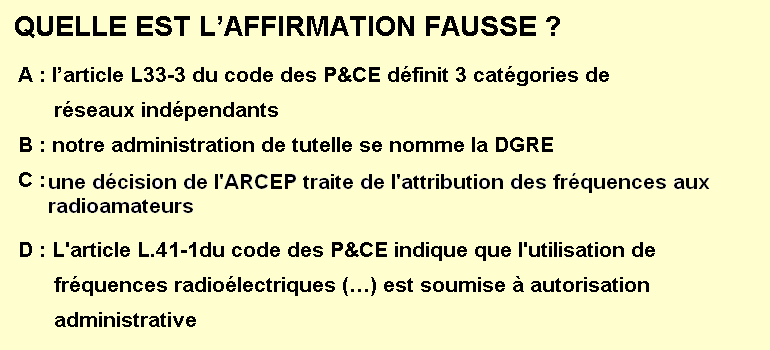 QUELLE EST L’AFFIRMATION FAUSSE ?
A : l’article L33-3 du code des P&CE définit 3 catégories de
réseaux indépendants
B : notre administration de tutelle se nomme la DGRE
C : une décision de l'ARCEP traite de l'attribution des fréquences aux
radioamateurs
D : L'article L.41-1du code des P&CE indique que l'utilisation de
fréquences radioélectriques (…) est soumise à autorisation
administrative